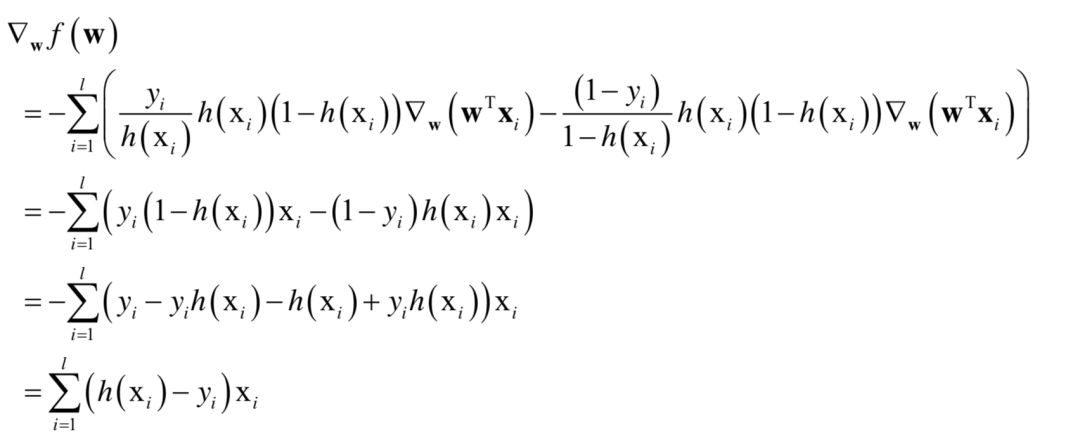 ∇_𝐰 f(𝐰)
= −∑_{i=1}^{l} ( \frac{y_i}{h(x_i)} h(x_i)(1 − h(x_i))∇_𝐰(𝐰^T 𝐱_i) − \frac{(1 − y_i)}{1 − h(x_i)} h(x_i)(1 − h(x_i))∇_𝐰(𝐰^T 𝐱_i) )
= −∑_{i=1}^{l} (y_i(1 − h(x_i))x_i − (1 − y_i)h(x_i)x_i)
= −∑_{i=1}^{l} (y_i − y_i h(x_i) − h(x_i) + y_i h(x_i))x_i
= ∑_{i=1}^{l} (h(x_i) − y_i)x_i